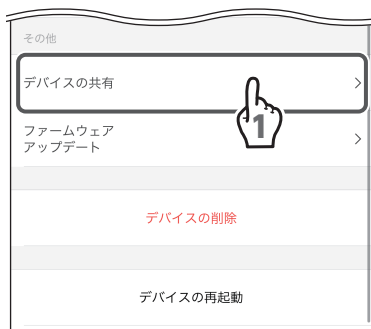 その他
デバイスの共有
1
ファームウェア
アップデート
デバイスの削除
デバイスの再起動